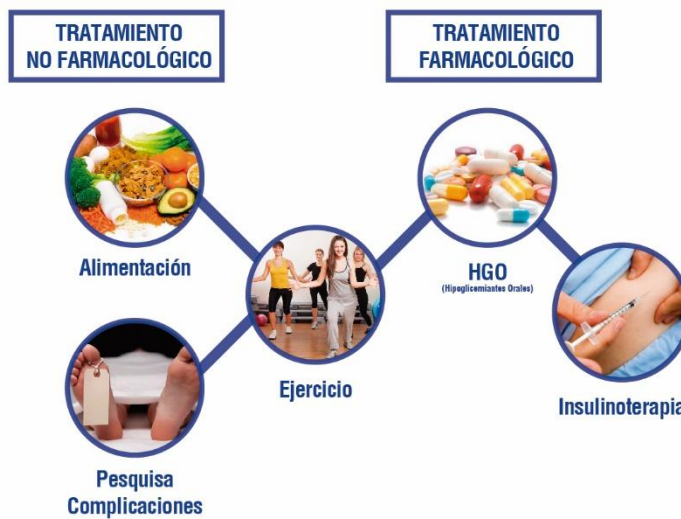 TRATAMIENTO
NO FARMACOLÓGICO
TRATAMIENTO
FARMACOLÓGICO
Alimentación
HGO
(Hipoglicemiantes Orales)
Ejercicio
Insulinoterapia
Pesquisa
Complicaciones